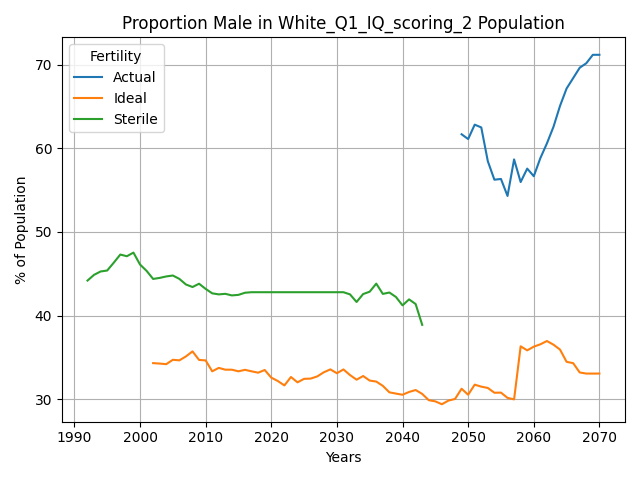 Proportion Male in White_Q1_IQ_scoring_2 Population
Fertility
Actual
Ideal
Sterile
% of Population
70
60
50
40
30
1990 2000 2010 2020 2030 2040 2050 2060 2070
Years